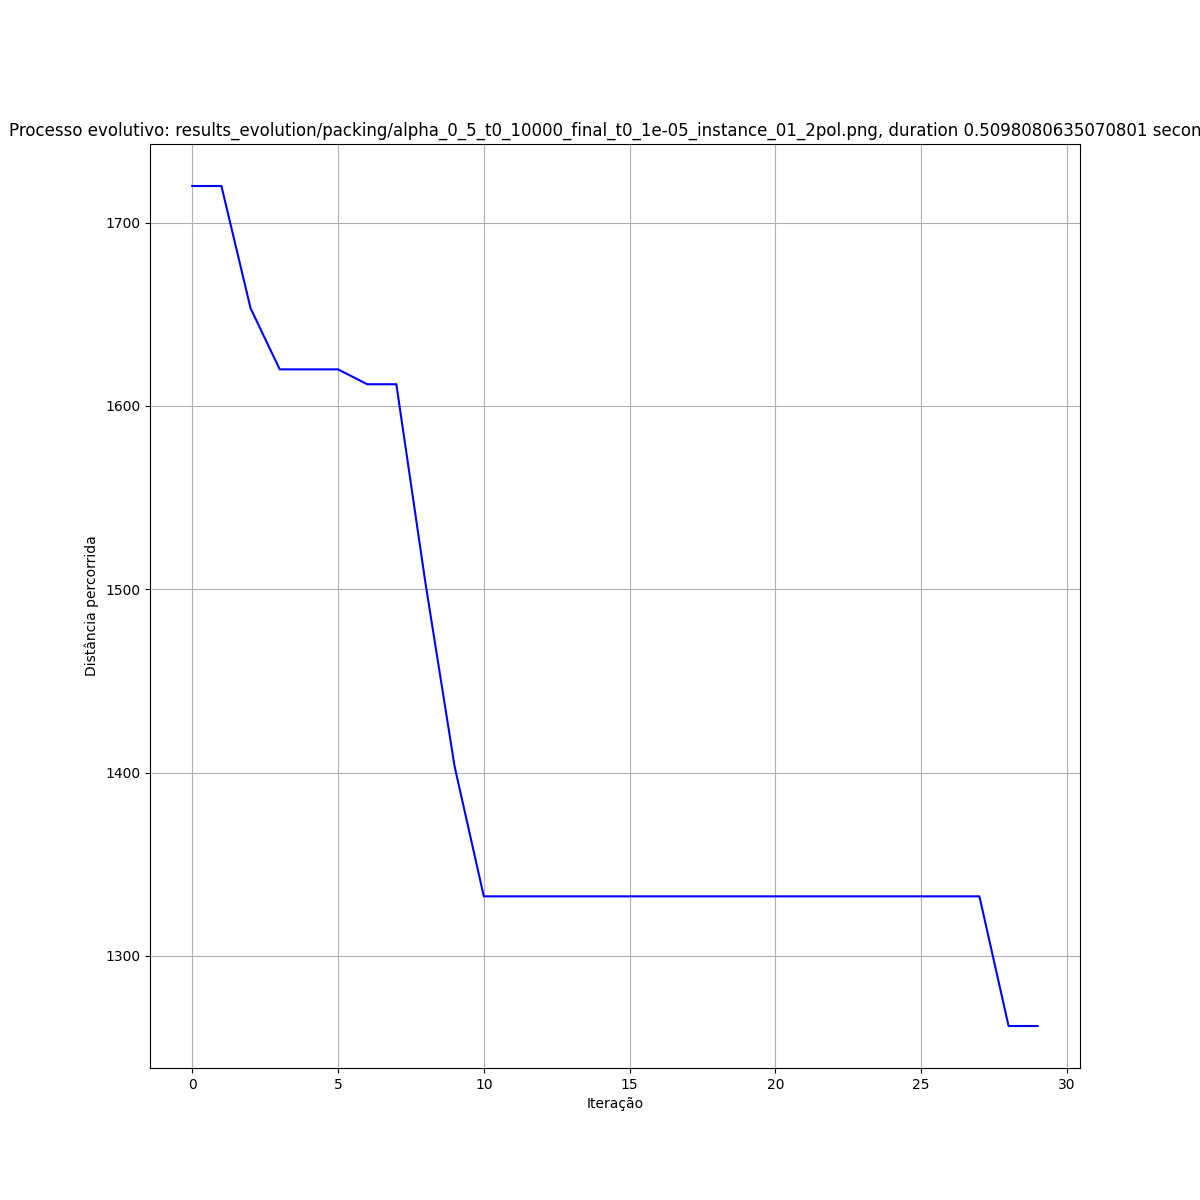 Processo evolutivo: results_evolution/packing/alpha_0_5_t0_10000_final_t0_1e-05_instance_01_2pol.png, duration 0.5098080635070801 secon
1700
1600
1500
1400
1300
Distância percorrida
0 5 10 15 20 25 30
Iteração